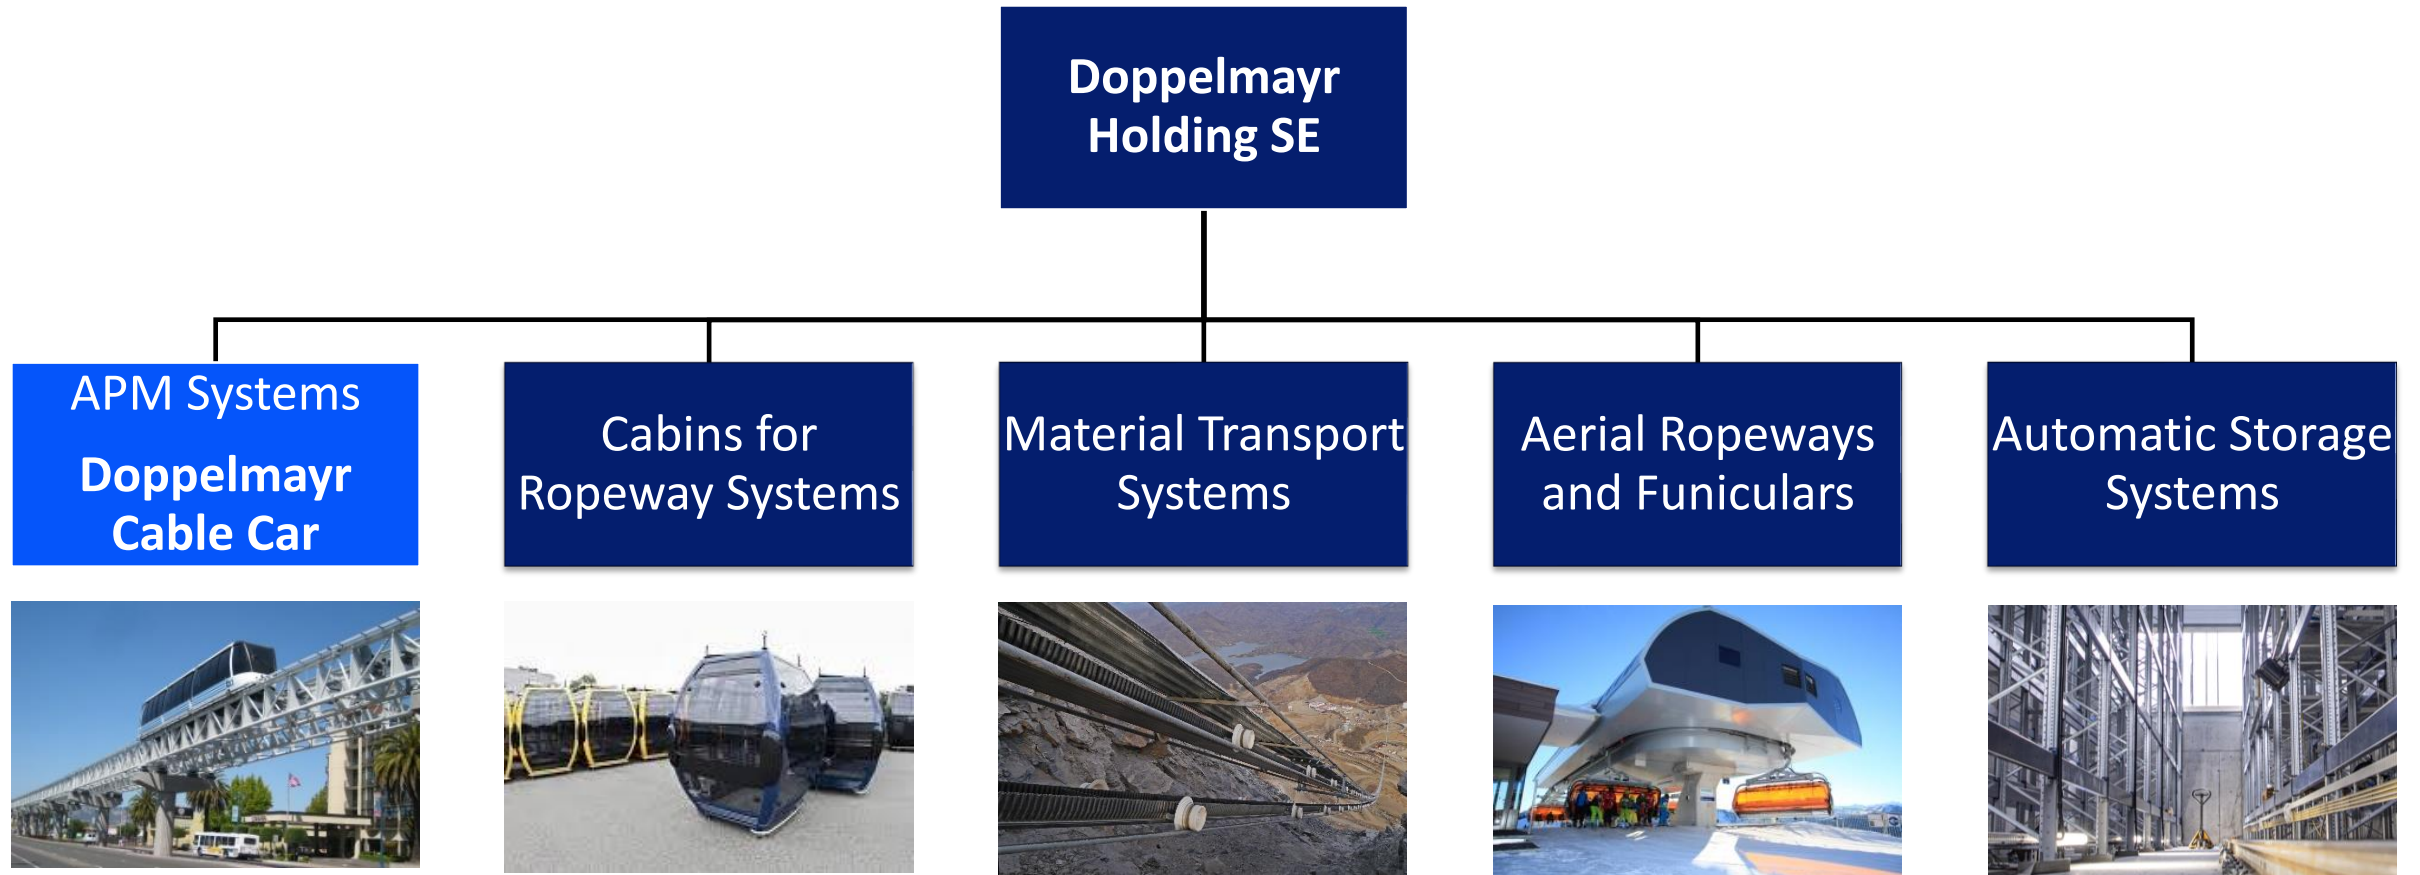 Doppelmayr
Holding SE
APM Systems
Doppelmayr
Cable Car
Cabins for
Ropeway Systems
Material Transport
Systems
Aerial Ropeways
and Funiculars
Automatic Storage
Systems